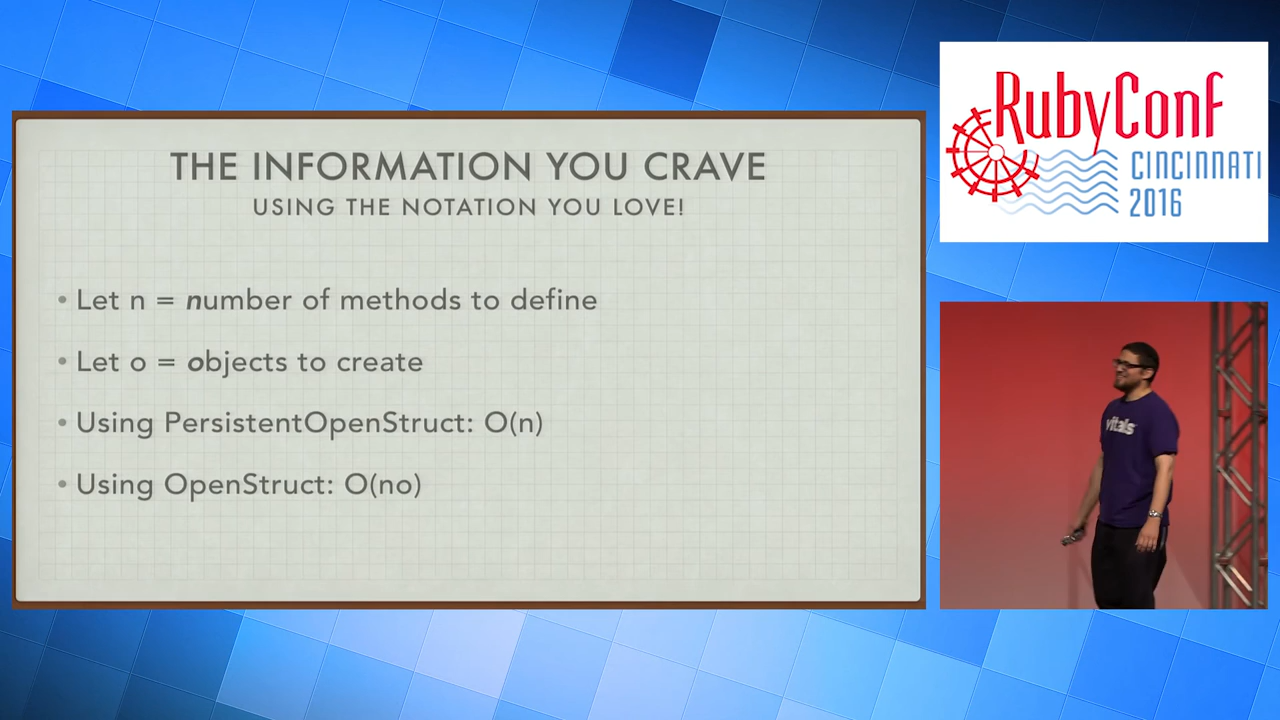 THE INFORMATION YOU CRAVE
USING THE NOTATION YOU LOVE!
• Let n = number of methods to define
• Let o = objects to create
• Using PersistentOpenStruct: O(n)
• Using OpenStruct: O(no)
RubyConf
CINCINNATI
2016
vitals